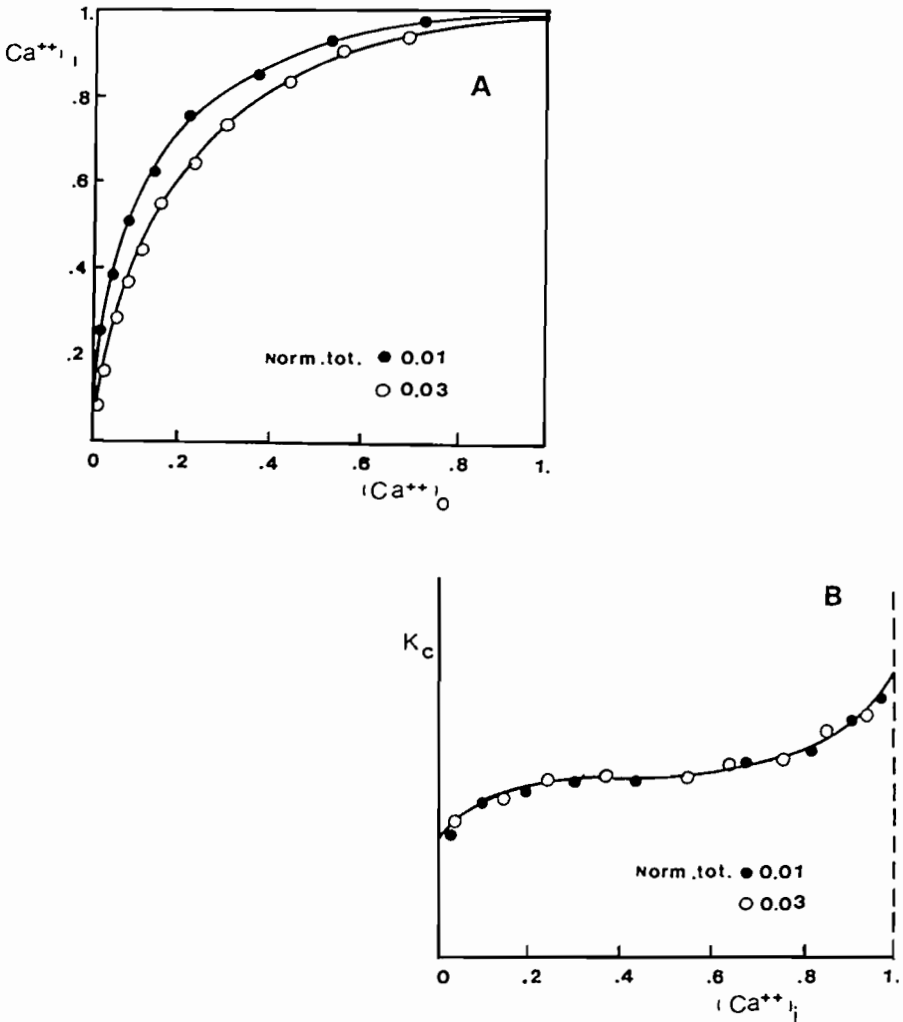 1.
Ca⁺⁺ı i
.8
.6
.4
.2
A
Norm.tot. ● 0.01
○ 0.03
0 .2 .4 .6 .8 1.
(Ca⁺⁺)o
B
Kc
Norm.tot. ● 0.01
○ 0.03
0 .2 .4 .6 .8 1.
(Ca⁺⁺)i